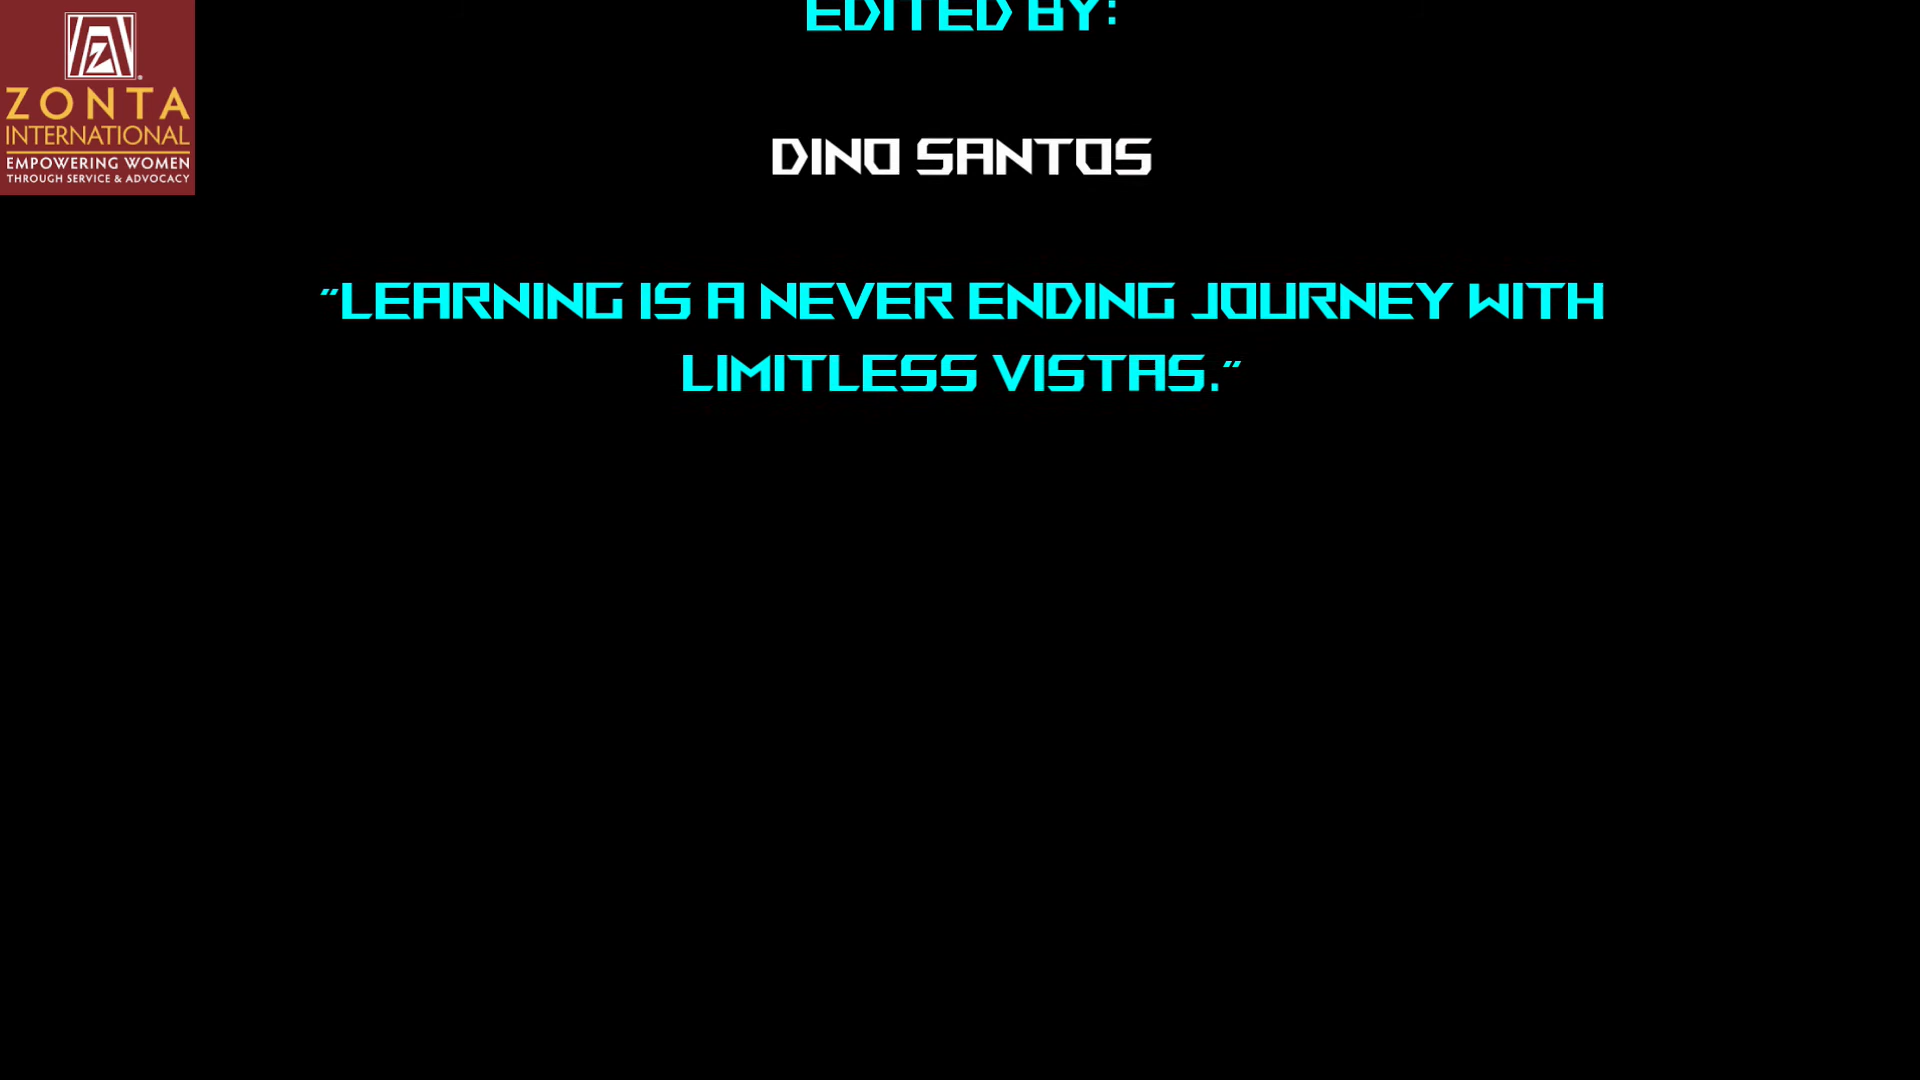 EDITED BY:
ZONTA
INTERNATIONAL
EMPOWERING WOMEN
THROUGH SERVICE & ADVOCACY
DINO SANTOS
"LEARNING IS A NEVER ENDING JOURNEY WITH
LIMITLESS VISTAS."